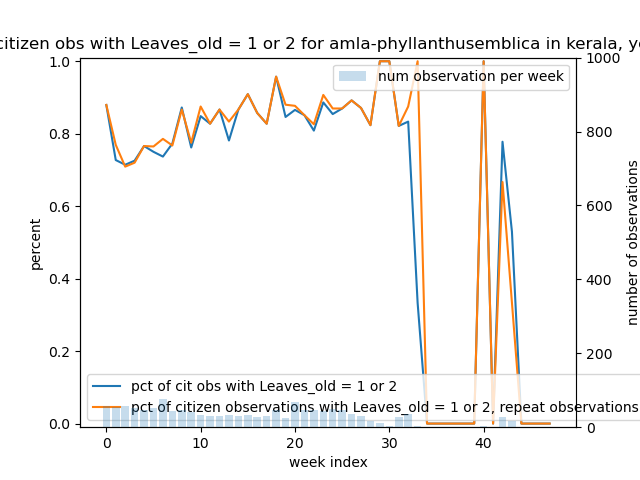 citizen obs with Leaves_old = 1 or 2 for amla-phyllanthusemblica in kerala,
num observation per week
1.0
0.8
0.6
0.4
0.2
0.0
percent
1000
800
600
400
200
0
number of observations
pct of cit obs with Leaves_old = 1 or 2
pct of citizen observations with Leaves_old = 1 or 2, repeat observations
0 10 20 30 40
week index